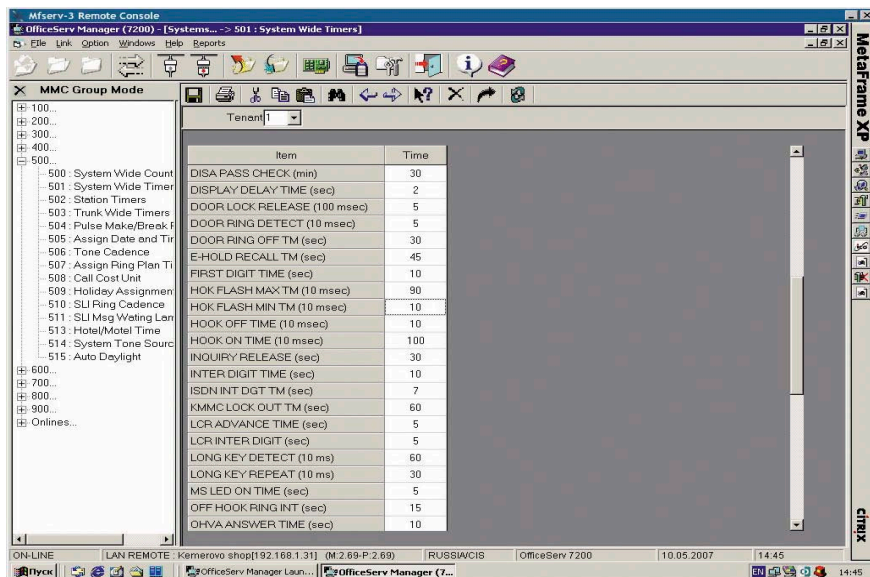 Mfserv-3 Remote Console
OfficeServ Manager (7200) - [Systems... -> 501 : System Wide Timers]
File Link Option Windows Help Reports
MMC Group Mode
100...
200...
300...
400...
500...
500 : System Wide Count
501 : System Wide Timer
502 : Station Timers
503 : Trunk Wide Timers
504 : Pulse Make/Break F
505 : Assign Date and Tir
506 : Tone Cadence
507 : Assign Ring Plan Ti
508 : Call Cost Unit
509 : Holiday Assignmen
510 : SLI Ring Cadence
511 : SLI Msg Wating Lam
513 : Hotel/Motel Time
514 : System Tone Sourc
515 : Auto Daylight
600...
700...
800...
900...
Onlines...
Tenant 1
Item Time
DISA PASS CHECK (min) 30
DISPLAY DELAY TIME (sec) 2
DOOR LOCK RELEASE (100 msec) 5
DOOR RING DETECT (10 msec) 5
DOOR RING OFF TM (sec) 30
E-HOLD RECALL TM (sec) 45
FIRST DIGIT TIME (sec) 10
HOK FLASH MAX TM (10 msec) 90
HOK FLASH MIN TM (10 msec) 10
HOOK OFF TIME (10 msec) 10
HOOK ON TIME (10 msec) 100
INQUIRY RELEASE (sec) 30
INTER DIGIT TIME (sec) 10
ISDN INT DGT TM (sec) 7
KMMC LOCK OUT TM (sec) 60
LCR ADVANCE TIME (sec) 5
LCR INTER DIGIT (sec) 5
LONG KEY DETECT (10 ms) 60
LONG KEY REPEAT (10 ms) 30
MS LED ON TIME (sec) 5
OFF HOOK RING INT (sec) 15
OHVA ANSWER TIME (sec) 10
MetaFrame XP
CITRIX
ON-LINE LAN REMOTE : Kemerovo shop[192.168.1.31] (M:2.69-P:2.69) RUSSIA/CIS OfficeServ 7200 10.05.2007 14:45
Пуск OfficeServ Manager Laun... OfficeServ Manager (7... EN 14:45